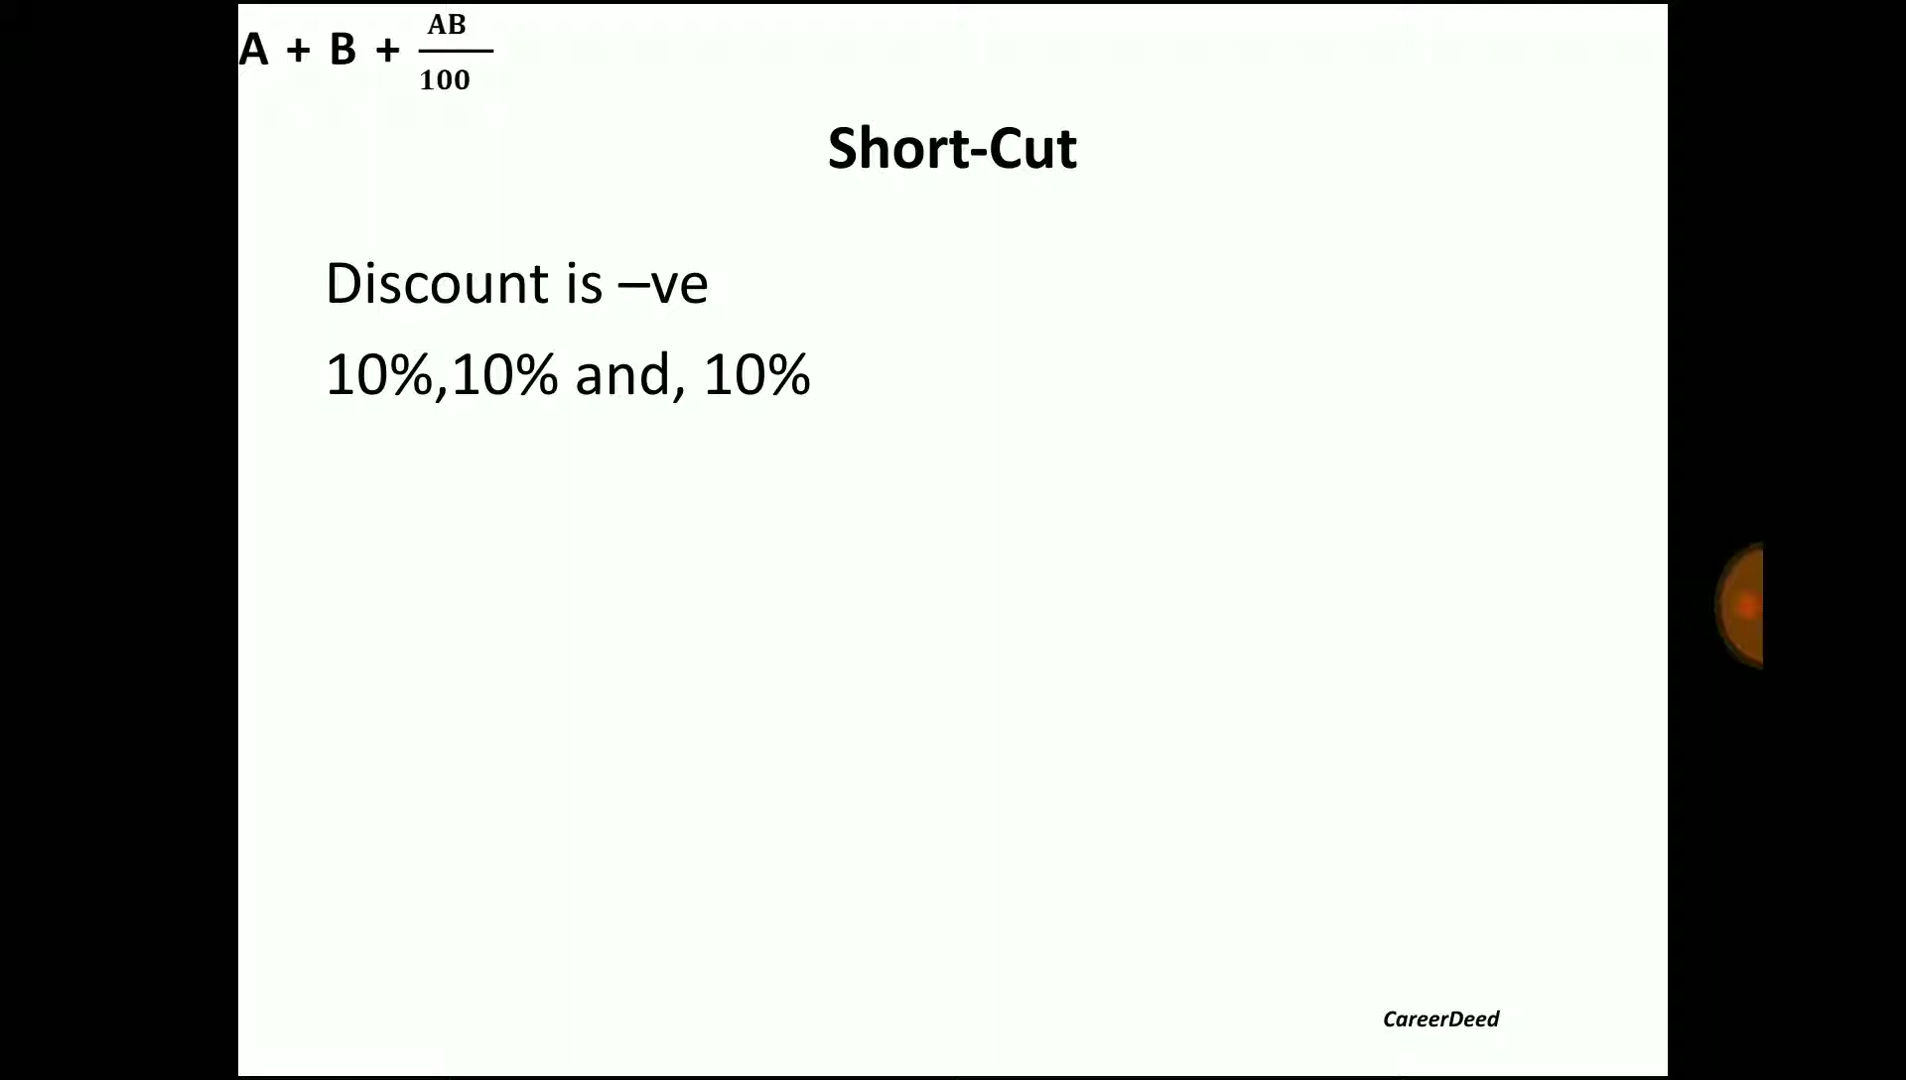 A + B + AB/100
Short-Cut
Discount is –ve
10%,10% and, 10%
CareerDeed